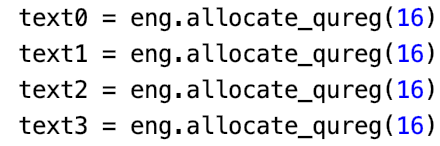 text0 = eng.allocate_qureg(16)
text1 = eng.allocate_qureg(16)
text2 = eng.allocate_qureg(16)
text3 = eng.allocate_qureg(16)